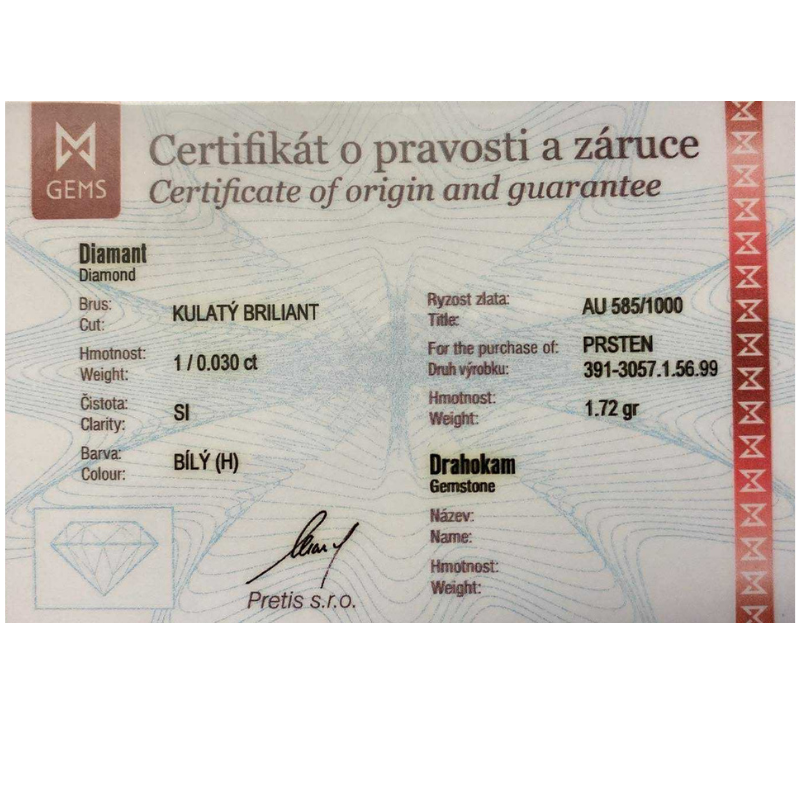 GEMS
Certifikát o pravosti a záruce
Certificate of origin and guarantee
Diamant
Diamond
Brus:
Cut:
KULATÝ BRILIANT
Hmotnost:
Weight:
1 / 0.030 ct
Čistota:
Clarity:
SI
Barva:
Colour:
BÍLÝ (H)
Ryzost zlata:
Title:
AU 585/1000
For the purchase of:
Druh výrobku:
PRSTEN
391-3057.1.56.99
Hmotnost:
Weight:
1.72 gr
Drahokam
Gemstone
Název:
Name:
Hmotnost:
Weight:
Pretis s.r.o.